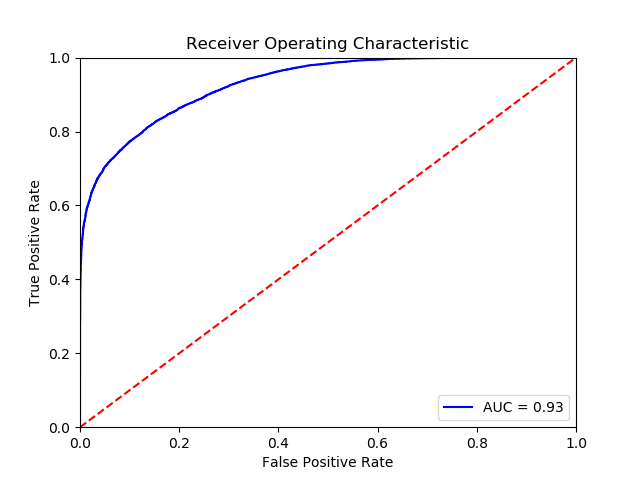 Receiver Operating Characteristic
True Positive Rate
1.0
0.8
0.6
0.4
0.2
0.0
AUC = 0.93
0.0 0.2 0.4 0.6 0.8 1.0
False Positive Rate